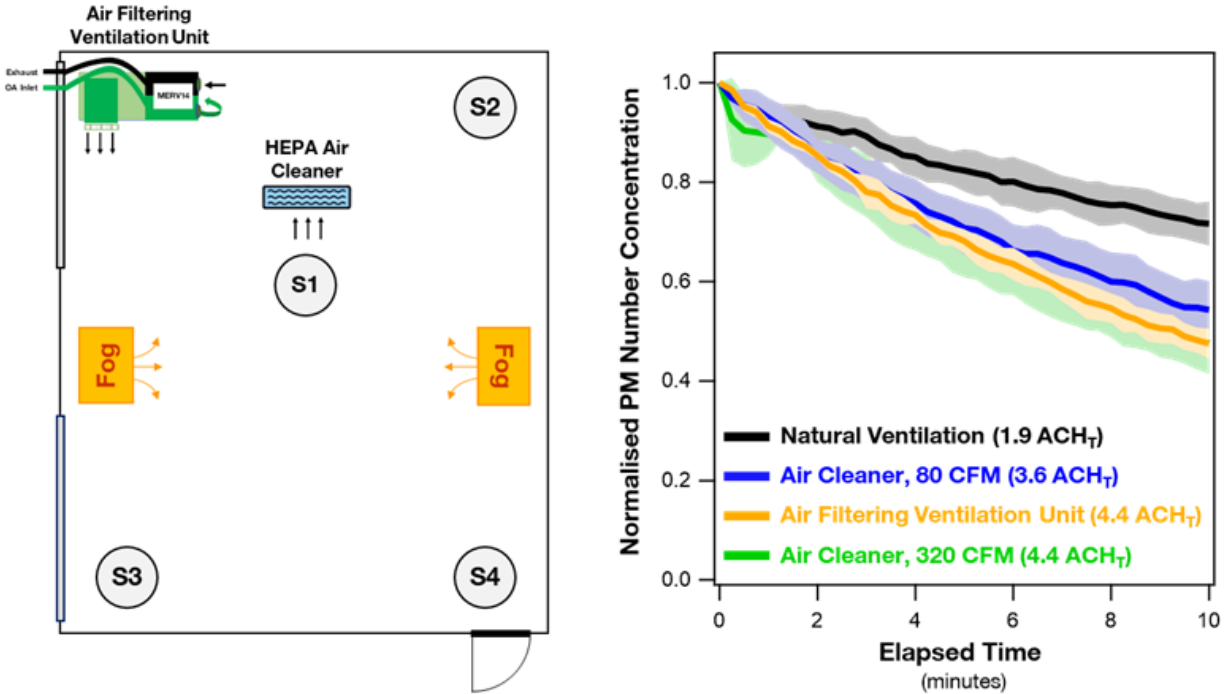 Air Filtering
Ventilation Unit
Exhaust
OA Inlet
MERV14
S2
HEPA Air
Cleaner
S1
Fog
Fog
S3
S4
Normalised PM Number Concentration
1.0
0.8
0.6
0.4
0.2
0.0
Natural Ventilation (1.9 ACH_T)
Air Cleaner, 80 CFM (3.6 ACH_T)
Air Filtering Ventilation Unit (4.4 ACH_T)
Air Cleaner, 320 CFM (4.4 ACH_T)
0 2 4 6 8 10
Elapsed Time
(minutes)